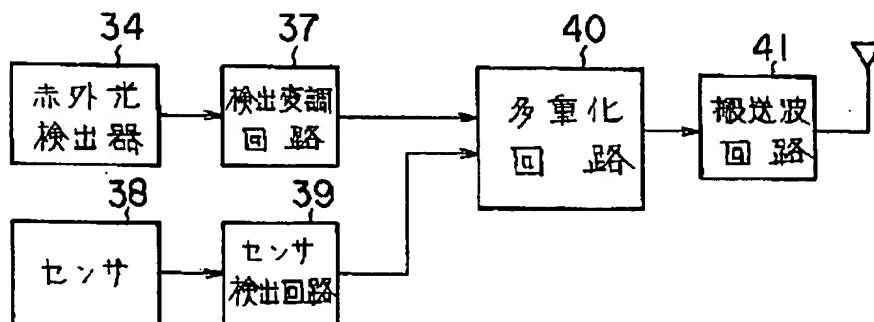 34
赤外光
検出器
37
検出変調
回路
40
多重化
回路
41
搬送波
回路
38
センサ
39
センサ
検出回路